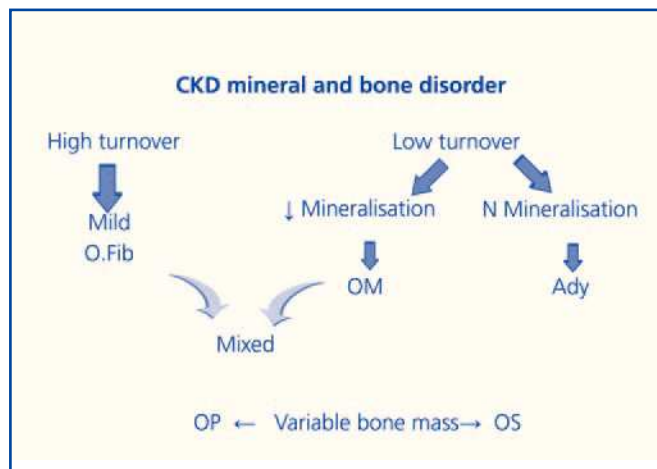 CKD mineral and bone disorder
High turnover
Low turnover
Mild
O.Fib
↓ Mineralisation
N Mineralisation
OM
Ady
Mixed
OP ← Variable bone mass→ OS